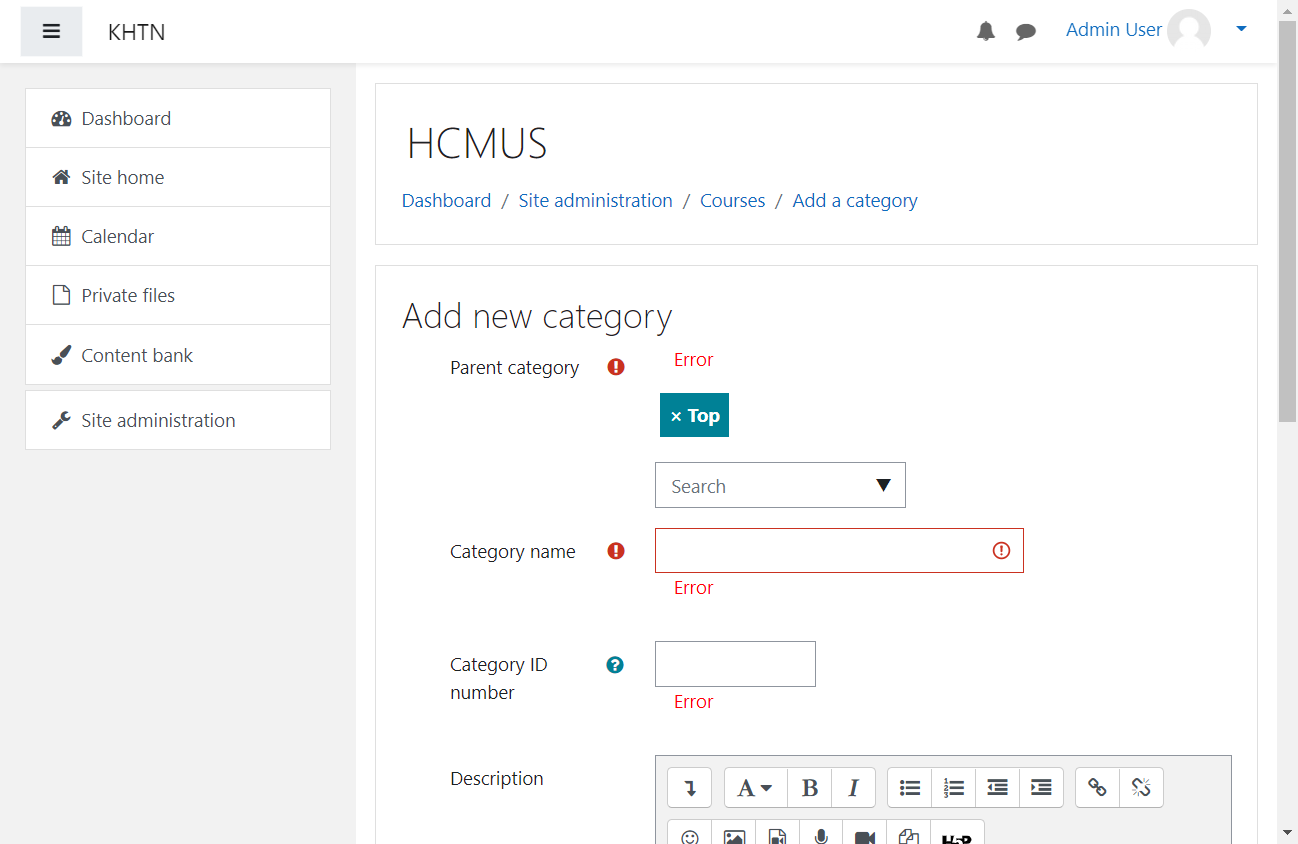 KHTN
Admin User
Dashboard
Site home
Calendar
Private files
Content bank
Site administration
HCMUS
Dashboard / Site administration / Courses / Add a category
Add new category
Parent category
Error
× Top
Search
Category name
Error
Category ID
number
Error
Description
A B I
H5P